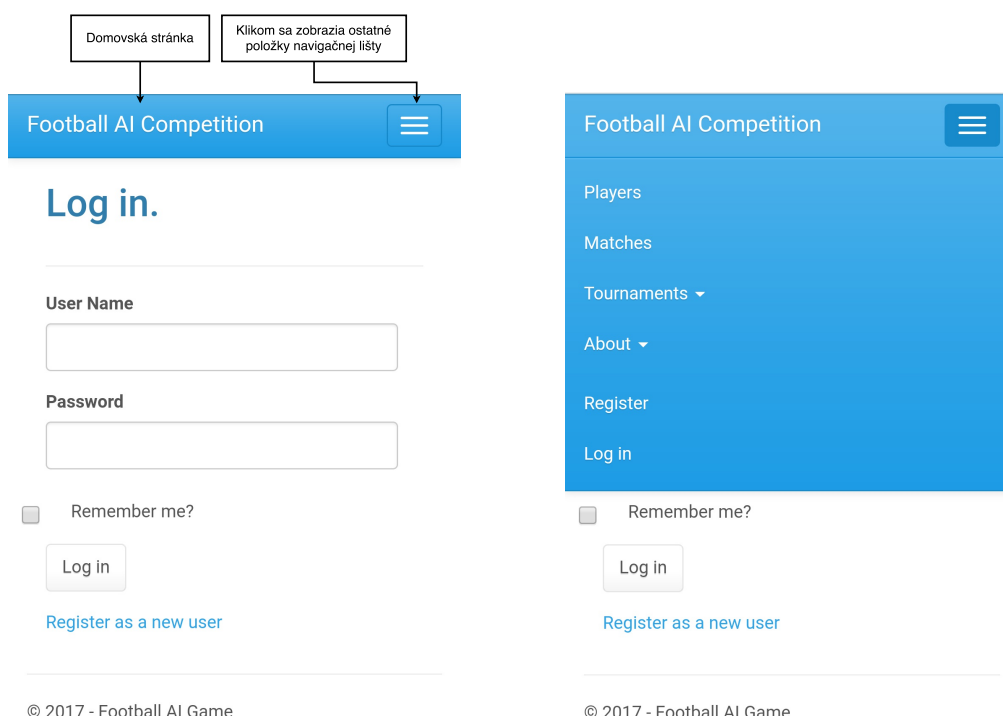 Domovská stránka
Klikom sa zobrazia ostatné
položky navigačnej lišty
Football AI Competition
Log in.
User Name
Password
Remember me?
Log in
Register as a new user
© 2017 - Football AI Game
Football AI Competition
Players
Matches
Tournaments
About
Register
Log in
Remember me?
Log in
Register as a new user
© 2017 - Football AI Game